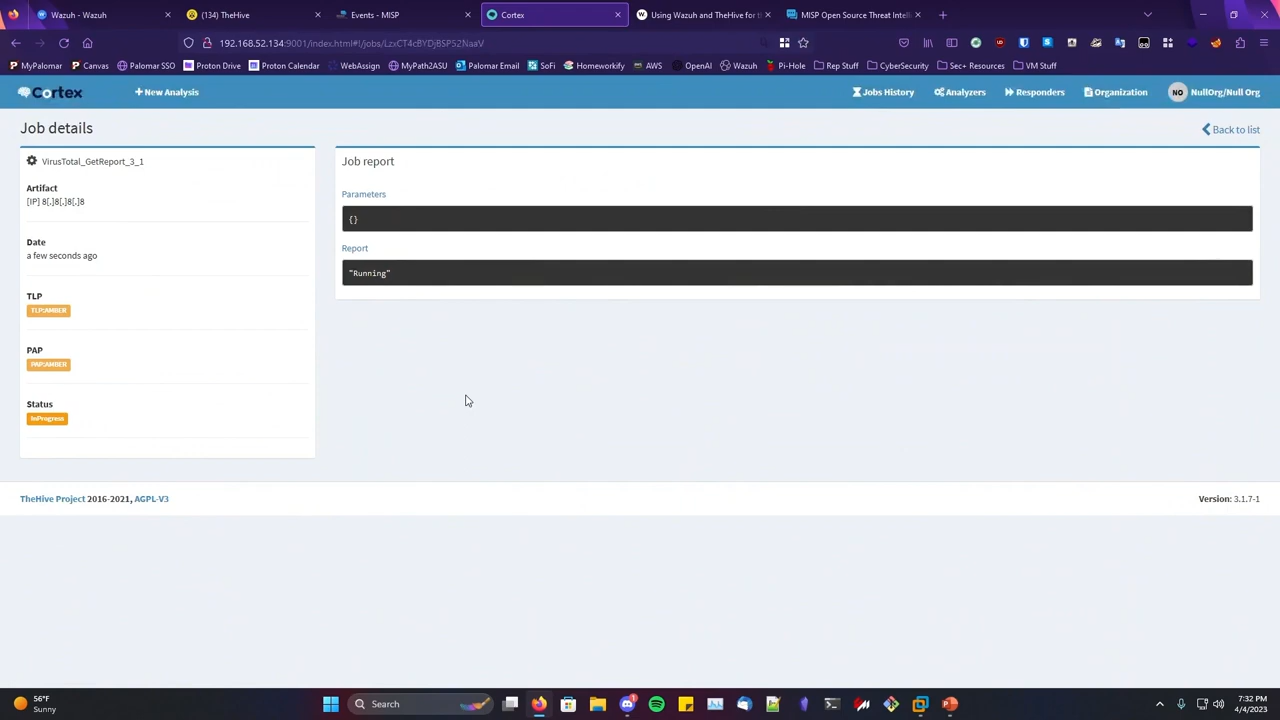 Wazuh - Wazuh
(134) TheHive
Events - MISP
Cortex
Using Wazuh and TheHive for th
MISP Open Source Threat Intelli
192.168.52.134:9001/index.html#!/jobs/LzxCT4cBYDjBSP52NaaV
MyPalomar
Canvas
Palomar SSO
Proton Drive
Proton Calendar
WebAssign
MyPath2ASU
Palomar Email
SoFi
Homeworkify
AWS
OpenAI
Wazuh
Pi-Hole
Rep Stuff
CyberSecurity
Sec+ Resources
VM Stuff
Cortex
New Analysis
Jobs History
Analyzers
Responders
Organization
NO
NullOrg/Null Org
Job details
Back to list
VirusTotal_GetReport_3_1
Artifact
[IP] 8[.]8[.]8[.]8
Date
a few seconds ago
TLP
TLP:AMBER
PAP
PAP:AMBER
Status
InProgress
Job report
Parameters
{}
Report
"Running"
TheHive Project 2016-2021, AGPL-V3
Version: 3.1.7-1
56°F
Sunny
Search
7:32 PM
4/4/2023